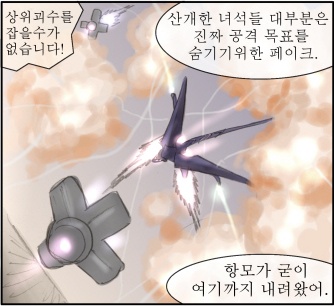 상위괴수를
잡을수가
없습니다!
산개한 녀석들 대부분은
진짜 공격 목표를
숨기기위한 페이크.
항모가 굳이
여기까지 내려왔어.